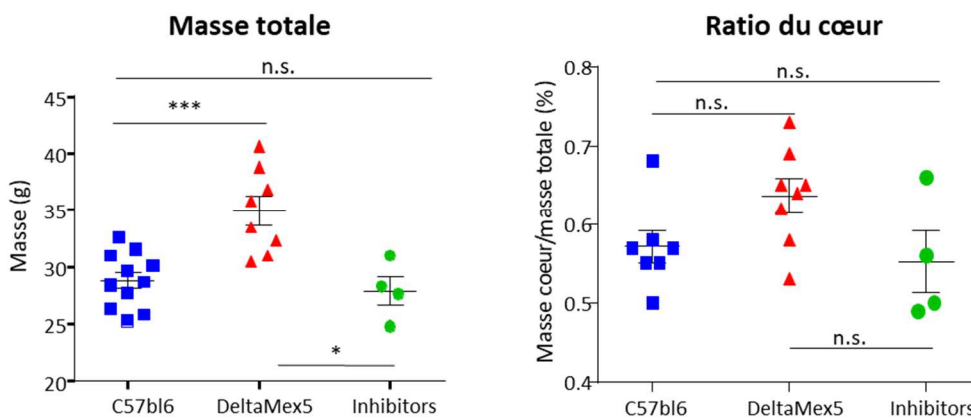 Masse totale
n.s.
***
*
Masse (g)
45
40
35
30
25
20
C57bl6
DeltaMex5
Inhibitors
Ratio du cœur
n.s.
n.s.
n.s.
Masse coeur/masse totale (%)
0.8
0.7
0.6
0.5
0.4
C57bl6
DeltaMex5
Inhibitors